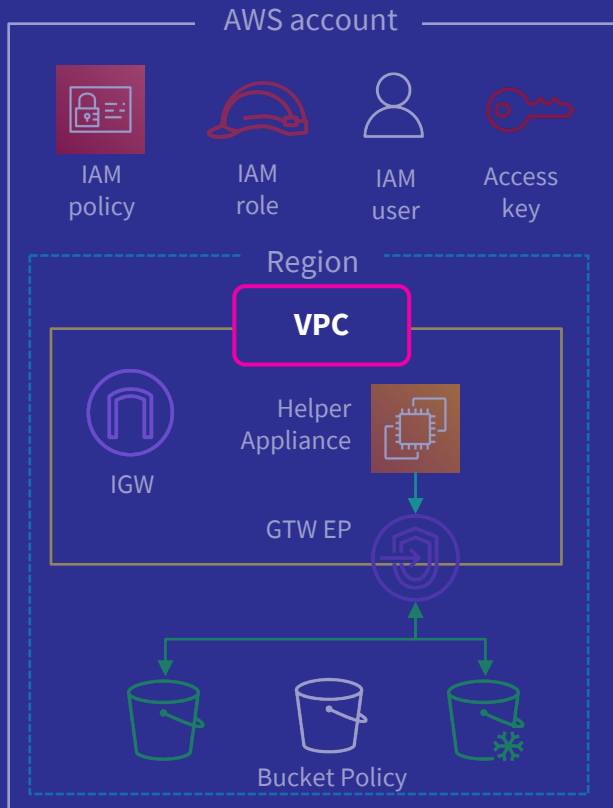 AWS account
IAM
policy
IAM
role
IAM
user
Access
key
Region
VPC
Helper
Appliance
IGW
GTW EP
Bucket Policy